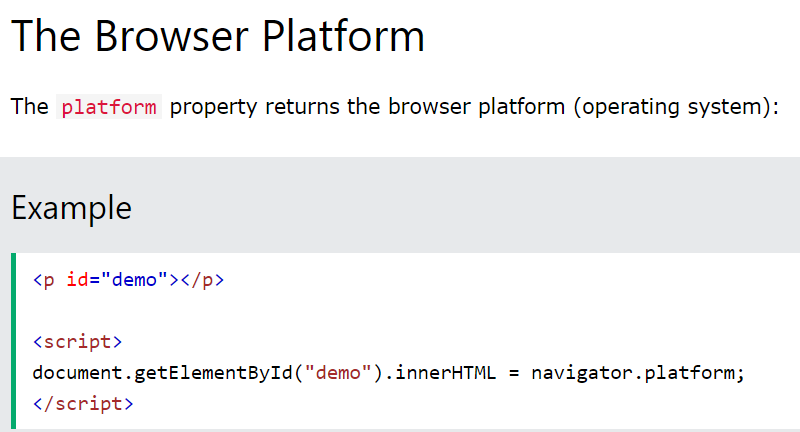 The Browser Platform
The platform property returns the browser platform (operating system):
Example
<p id="demo"></p>
<script>
document.getElementById("demo").innerHTML = navigator.platform;
</script>